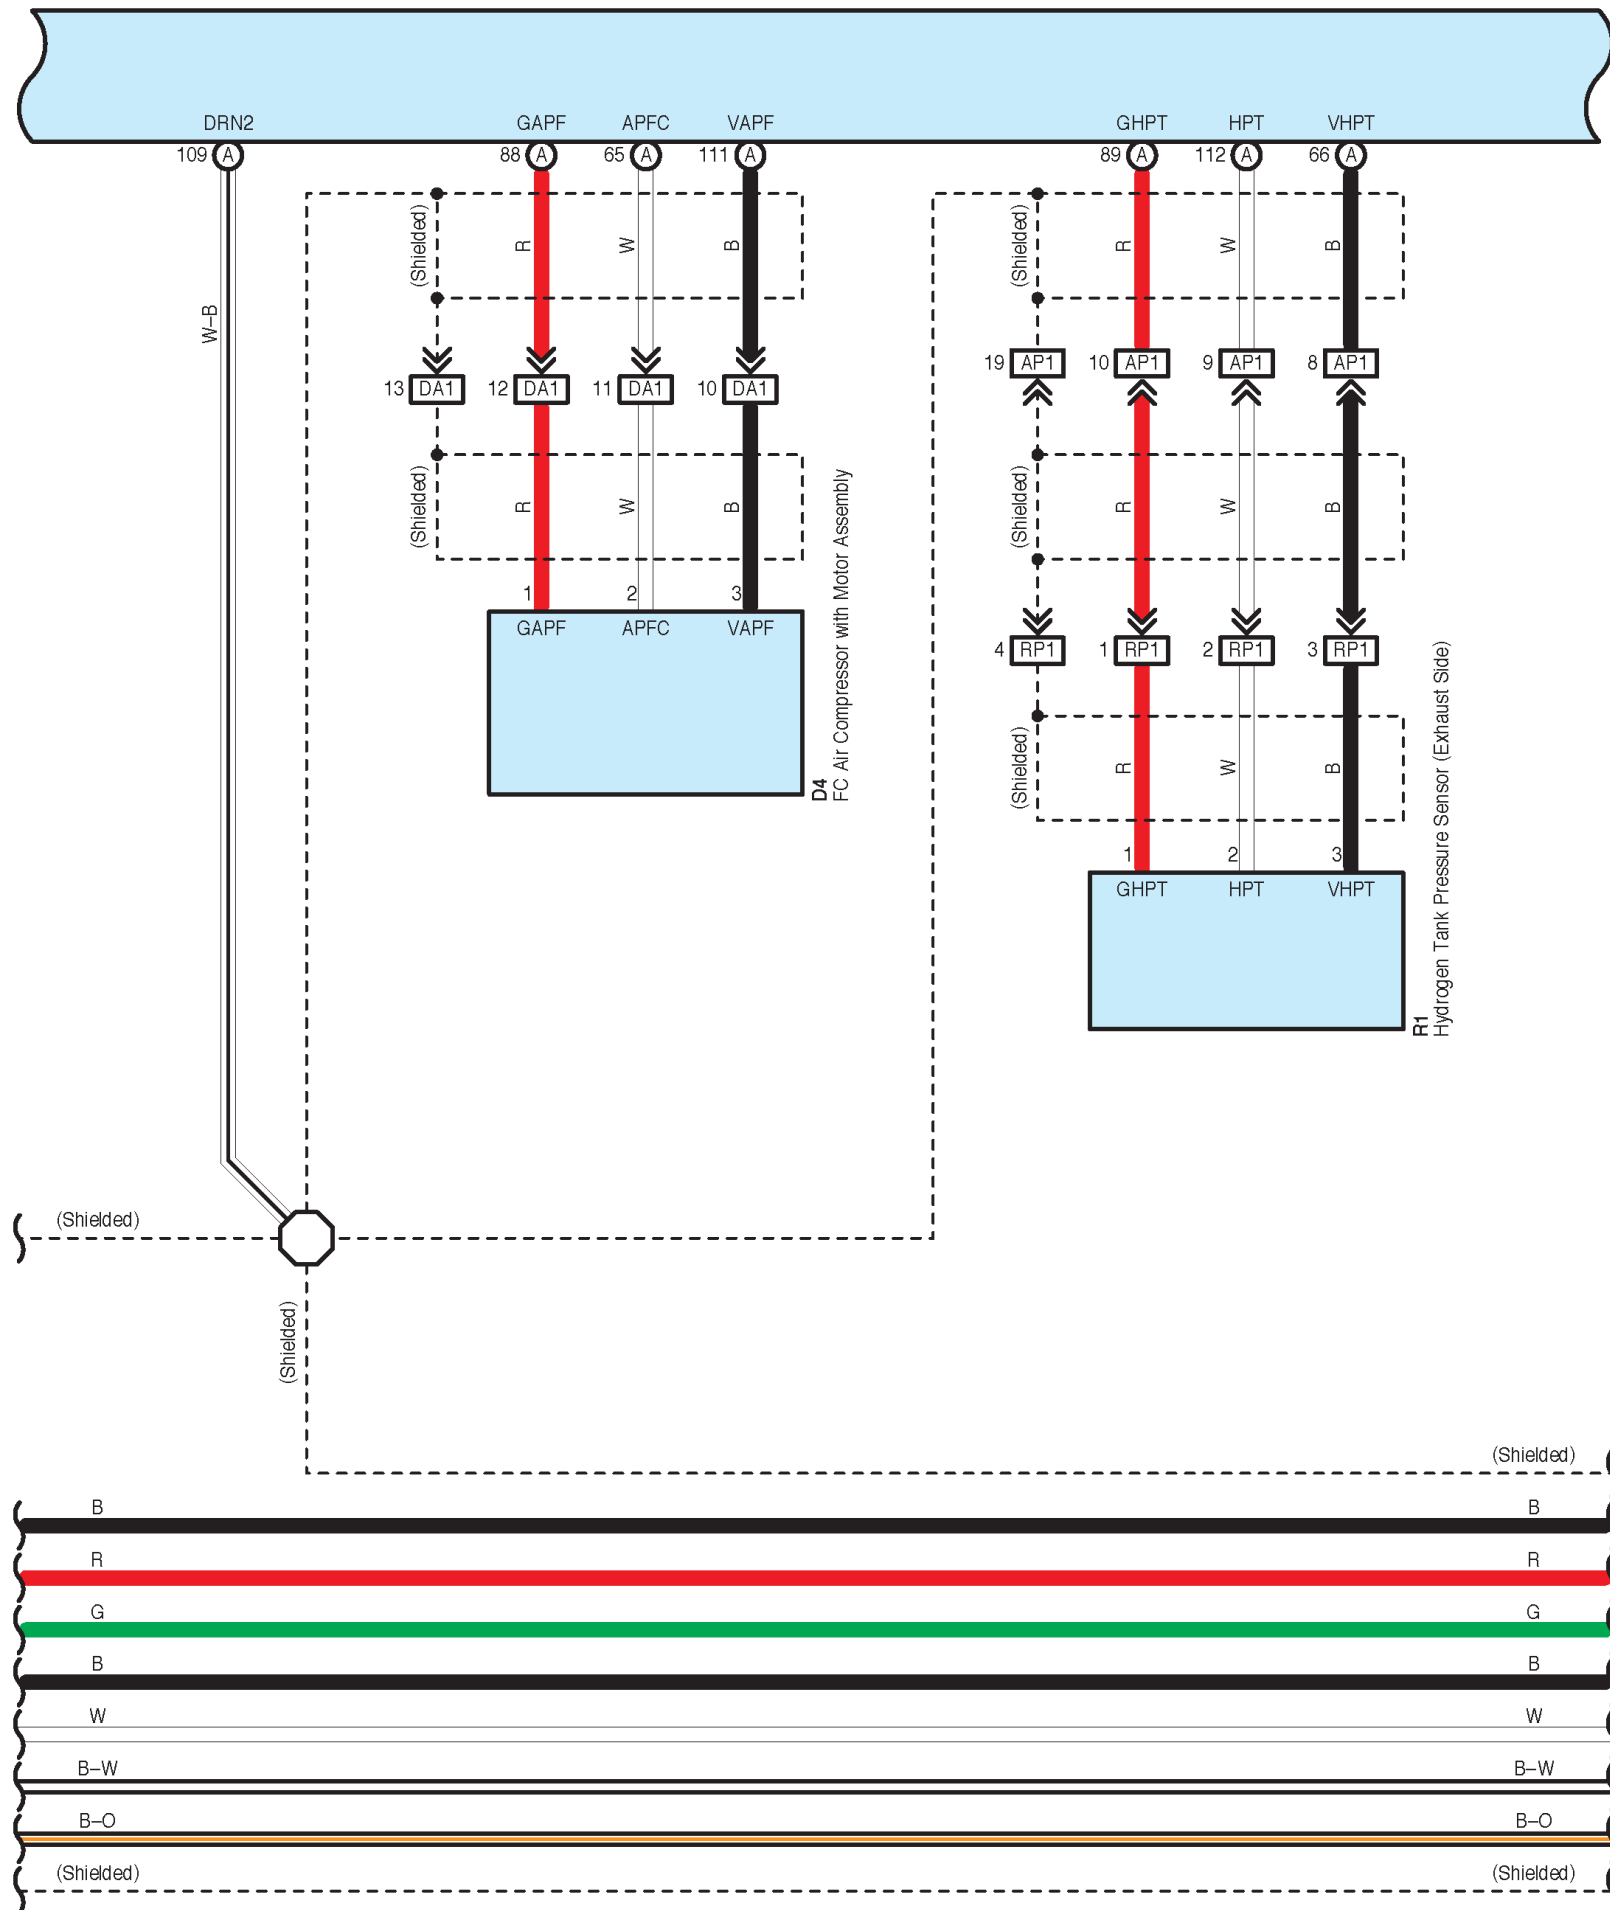 DRN2 GAPF APFC VAPF GHPT HPT VHPT
109 A 88 A 65 A 111 A 89 A 112 A 66 A
(Shielded) R W B (Shielded) R W B
W–B
13 DA1 12 DA1 11 DA1 10 DA1 19 AP1 10 AP1 9 AP1 8 AP1
(Shielded) R W B (Shielded) R W B
1 2 3
GAPF APFC VAPF
D4
FC Air Compressor with Motor Assembly
4 RP1 1 RP1 2 RP1 3 RP1
(Shielded) R W B
1 2 3
GHPT HPT VHPT
R1
Hydrogen Tank Pressure Sensor (Exhaust Side)
(Shielded)
(Shielded)
(Shielded)
B B
R R
G G
B B
W W
B–W B–W
B–O B–O
(Shielded) (Shielded)